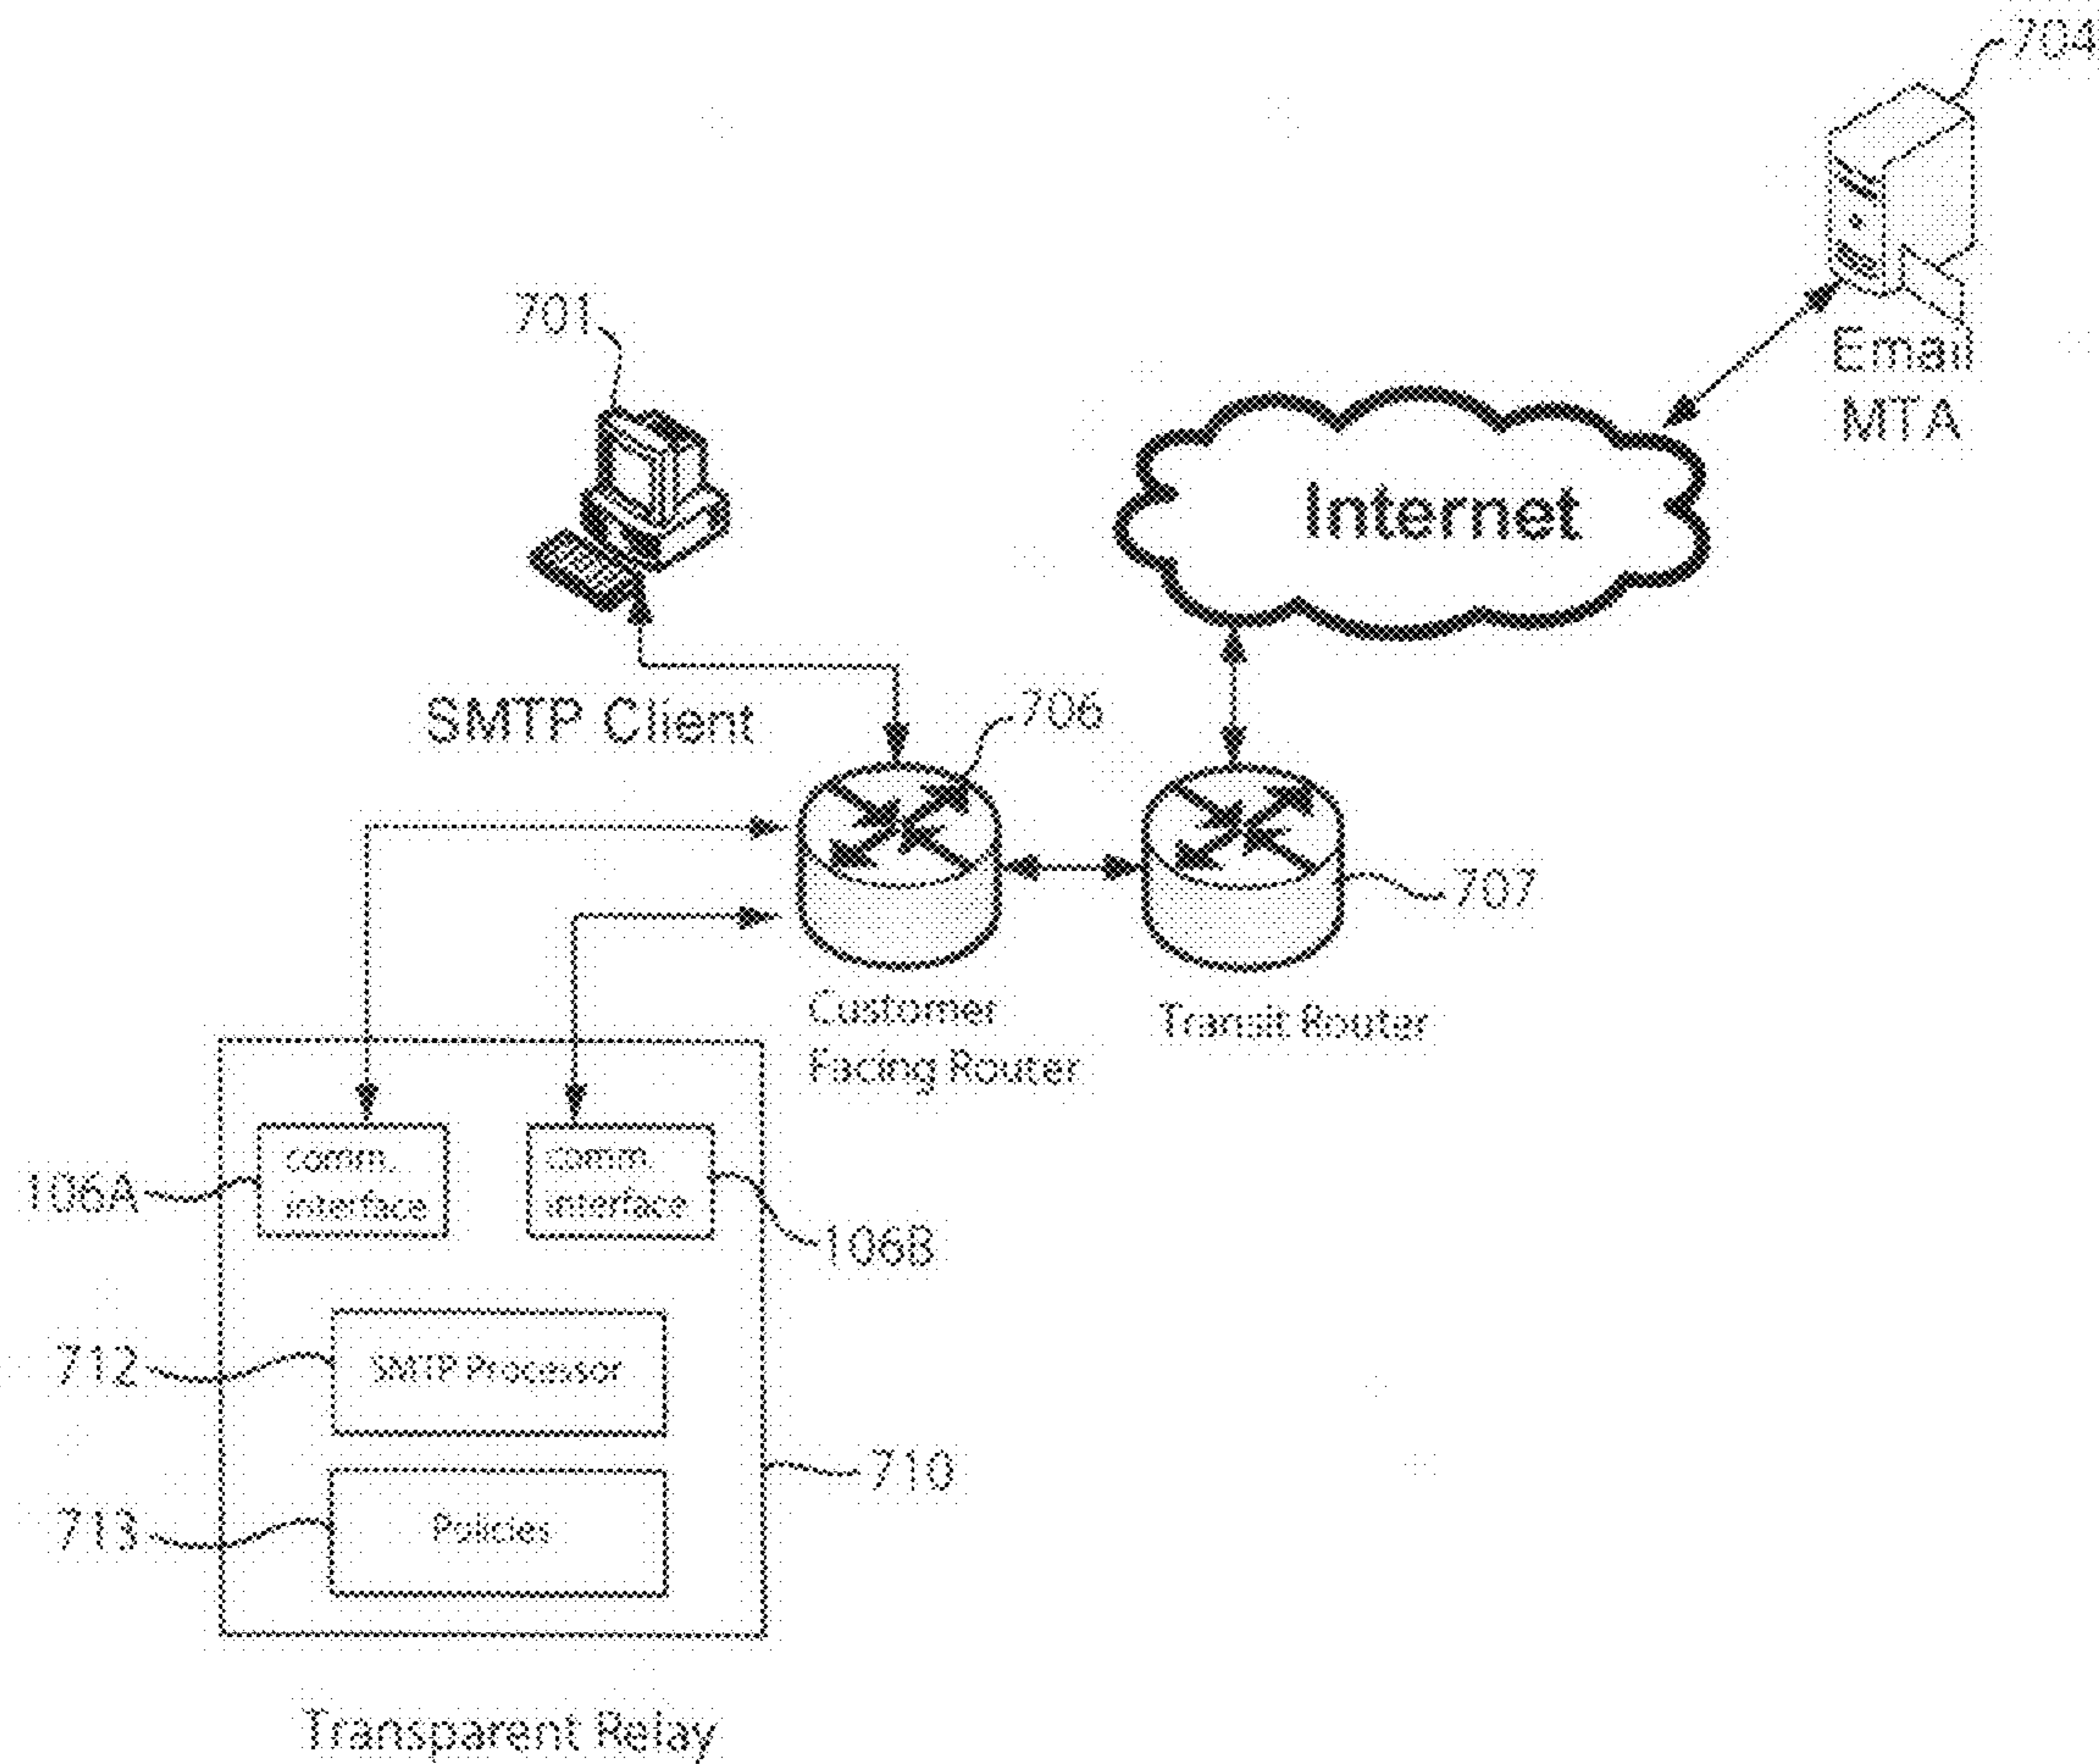 704
701
Email
MTA
Internet
SMTP Client
706
707
Customer
Facing Router
Transit Router
comm.
interface
comm.
interface
106A
106B
712
SMTP Processor
710
713
Policies
Transparent Relay